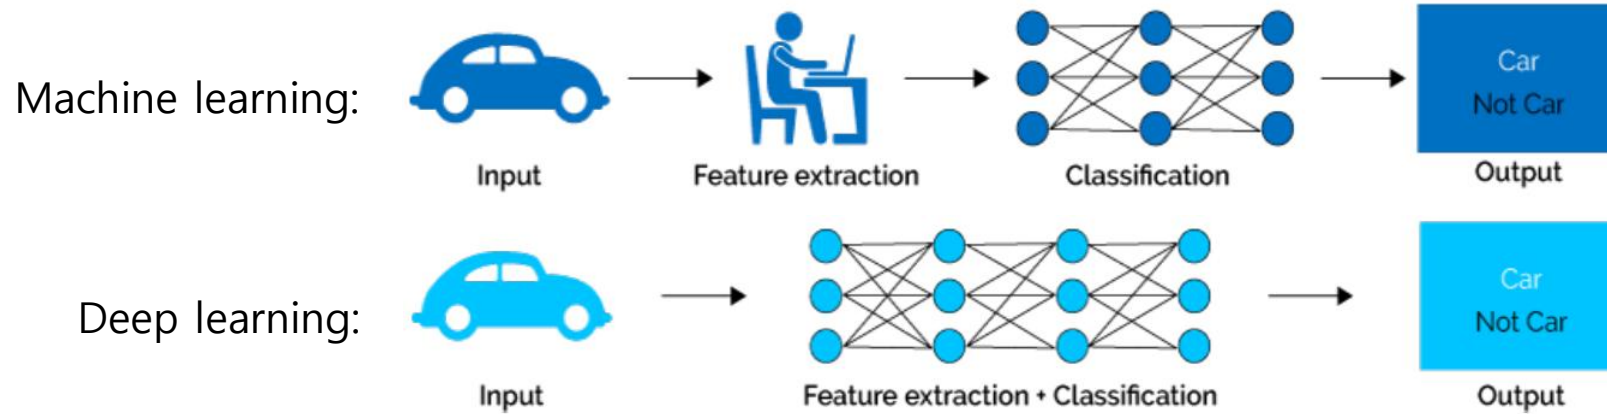 Machine learning:
Input
Feature extraction
Classification
Car
Not Car
Output
Deep learning:
Input
Feature extraction + Classification
Car
Not Car
Output